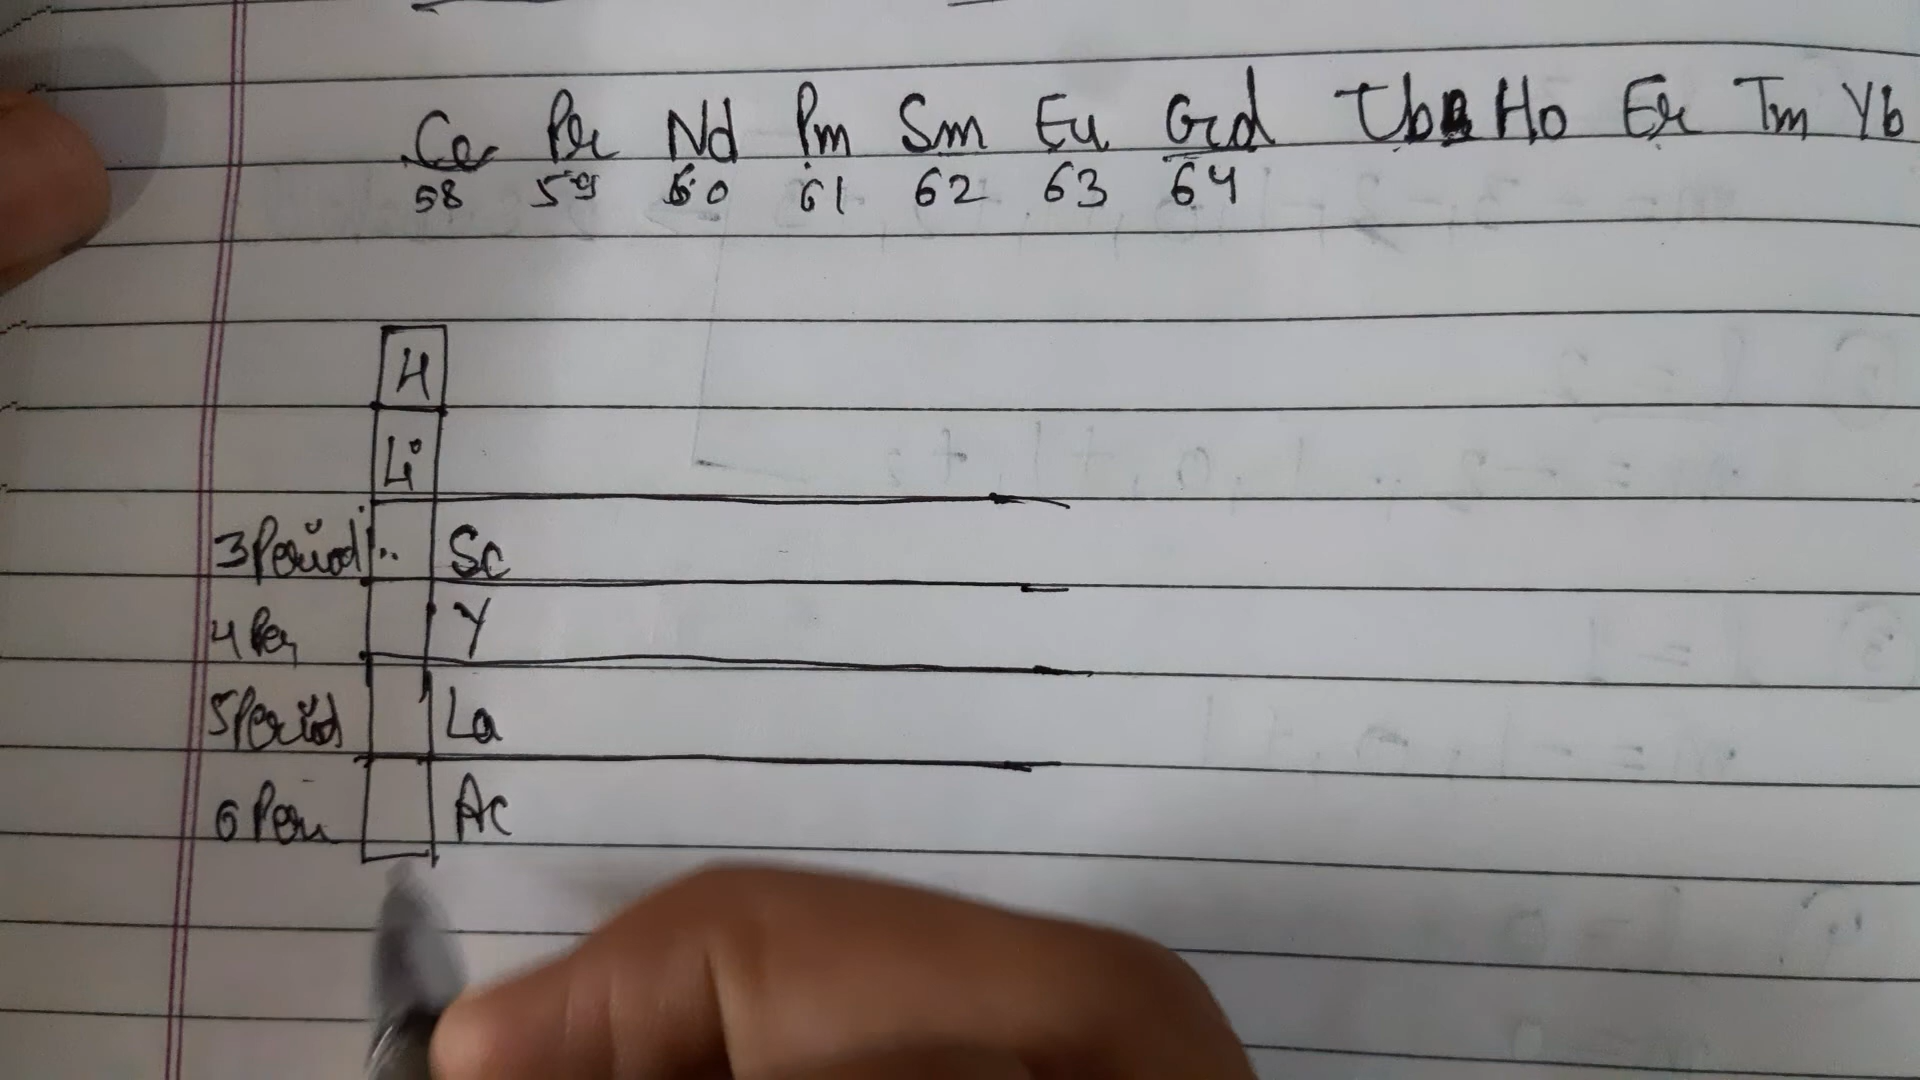 Ce Pr Nd Pm Sm Eu Gd Tb Ho Er Tm Yb
58 59 60 61 62 63 64
H
Li
3 Period Sc
4 Per Y
5 Period La
6 Peri Ac